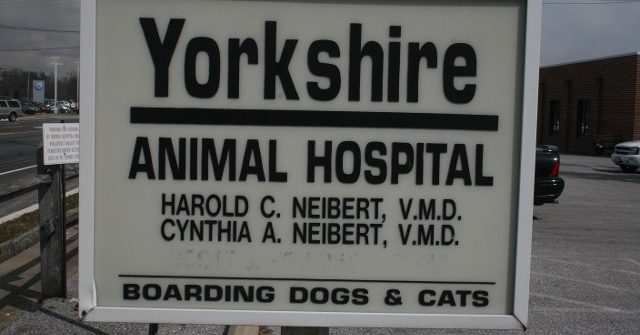 Yorkshire
ANIMAL HOSPITAL
HAROLD C. NEIBERT, V.M.D.
CYNTHIA A. NEIBERT, V.M.D.
BOARDING DOGS & CATS